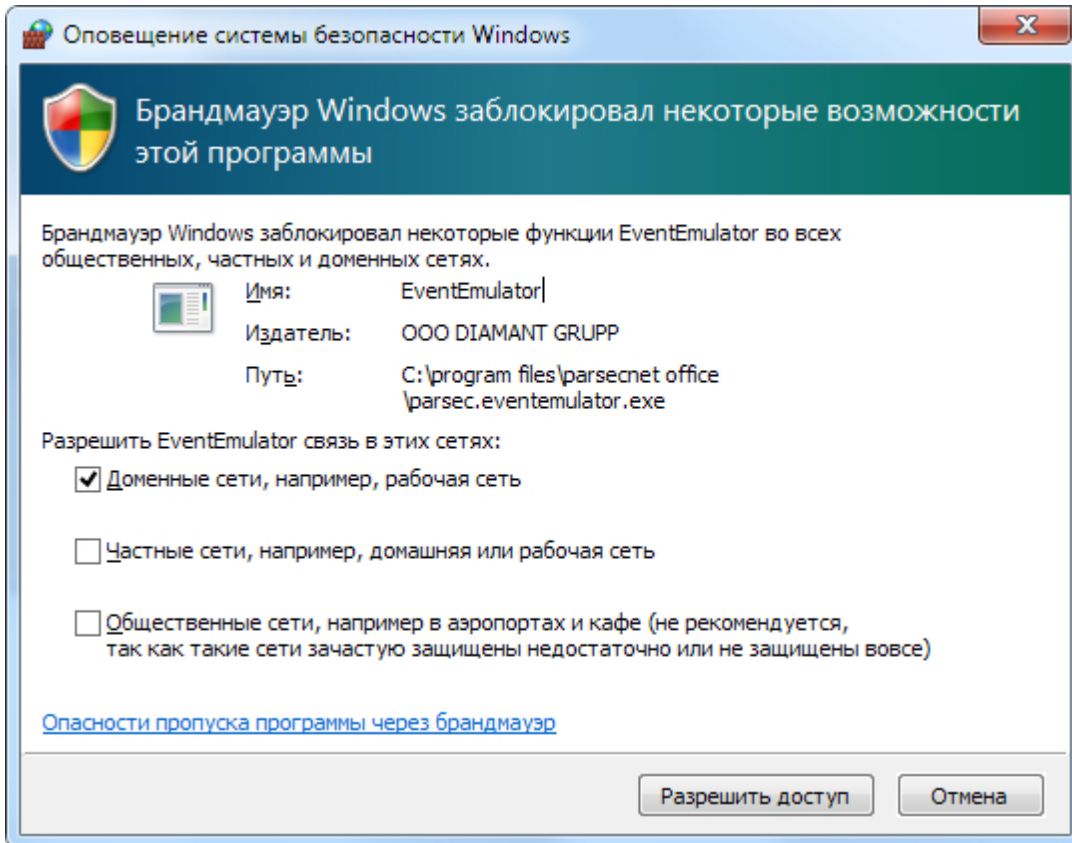 Оповещение системы безопасности Windows
Брандмауэр Windows заблокировал некоторые возможности
этой программы
Брандмауэр Windows заблокировал некоторые функции EventEmulator во всех
общественных, частных и доменных сетях.
Имя: EventEmulator
Издатель: OOO DIAMANT GRUPP
Путь: C:\program files\parsecnet office
\parsec.eventemulator.exe
Разрешить EventEmulator связь в этих сетях:
Доменные сети, например, рабочая сеть
Частные сети, например, домашняя или рабочая сеть
Общественные сети, например в аэропортах и кафе (не рекомендуется,
так как такие сети зачастую защищены недостаточно или не защищены вовсе)
Опасности пропуска программы через брандмауэр
Разрешить доступ Отмена